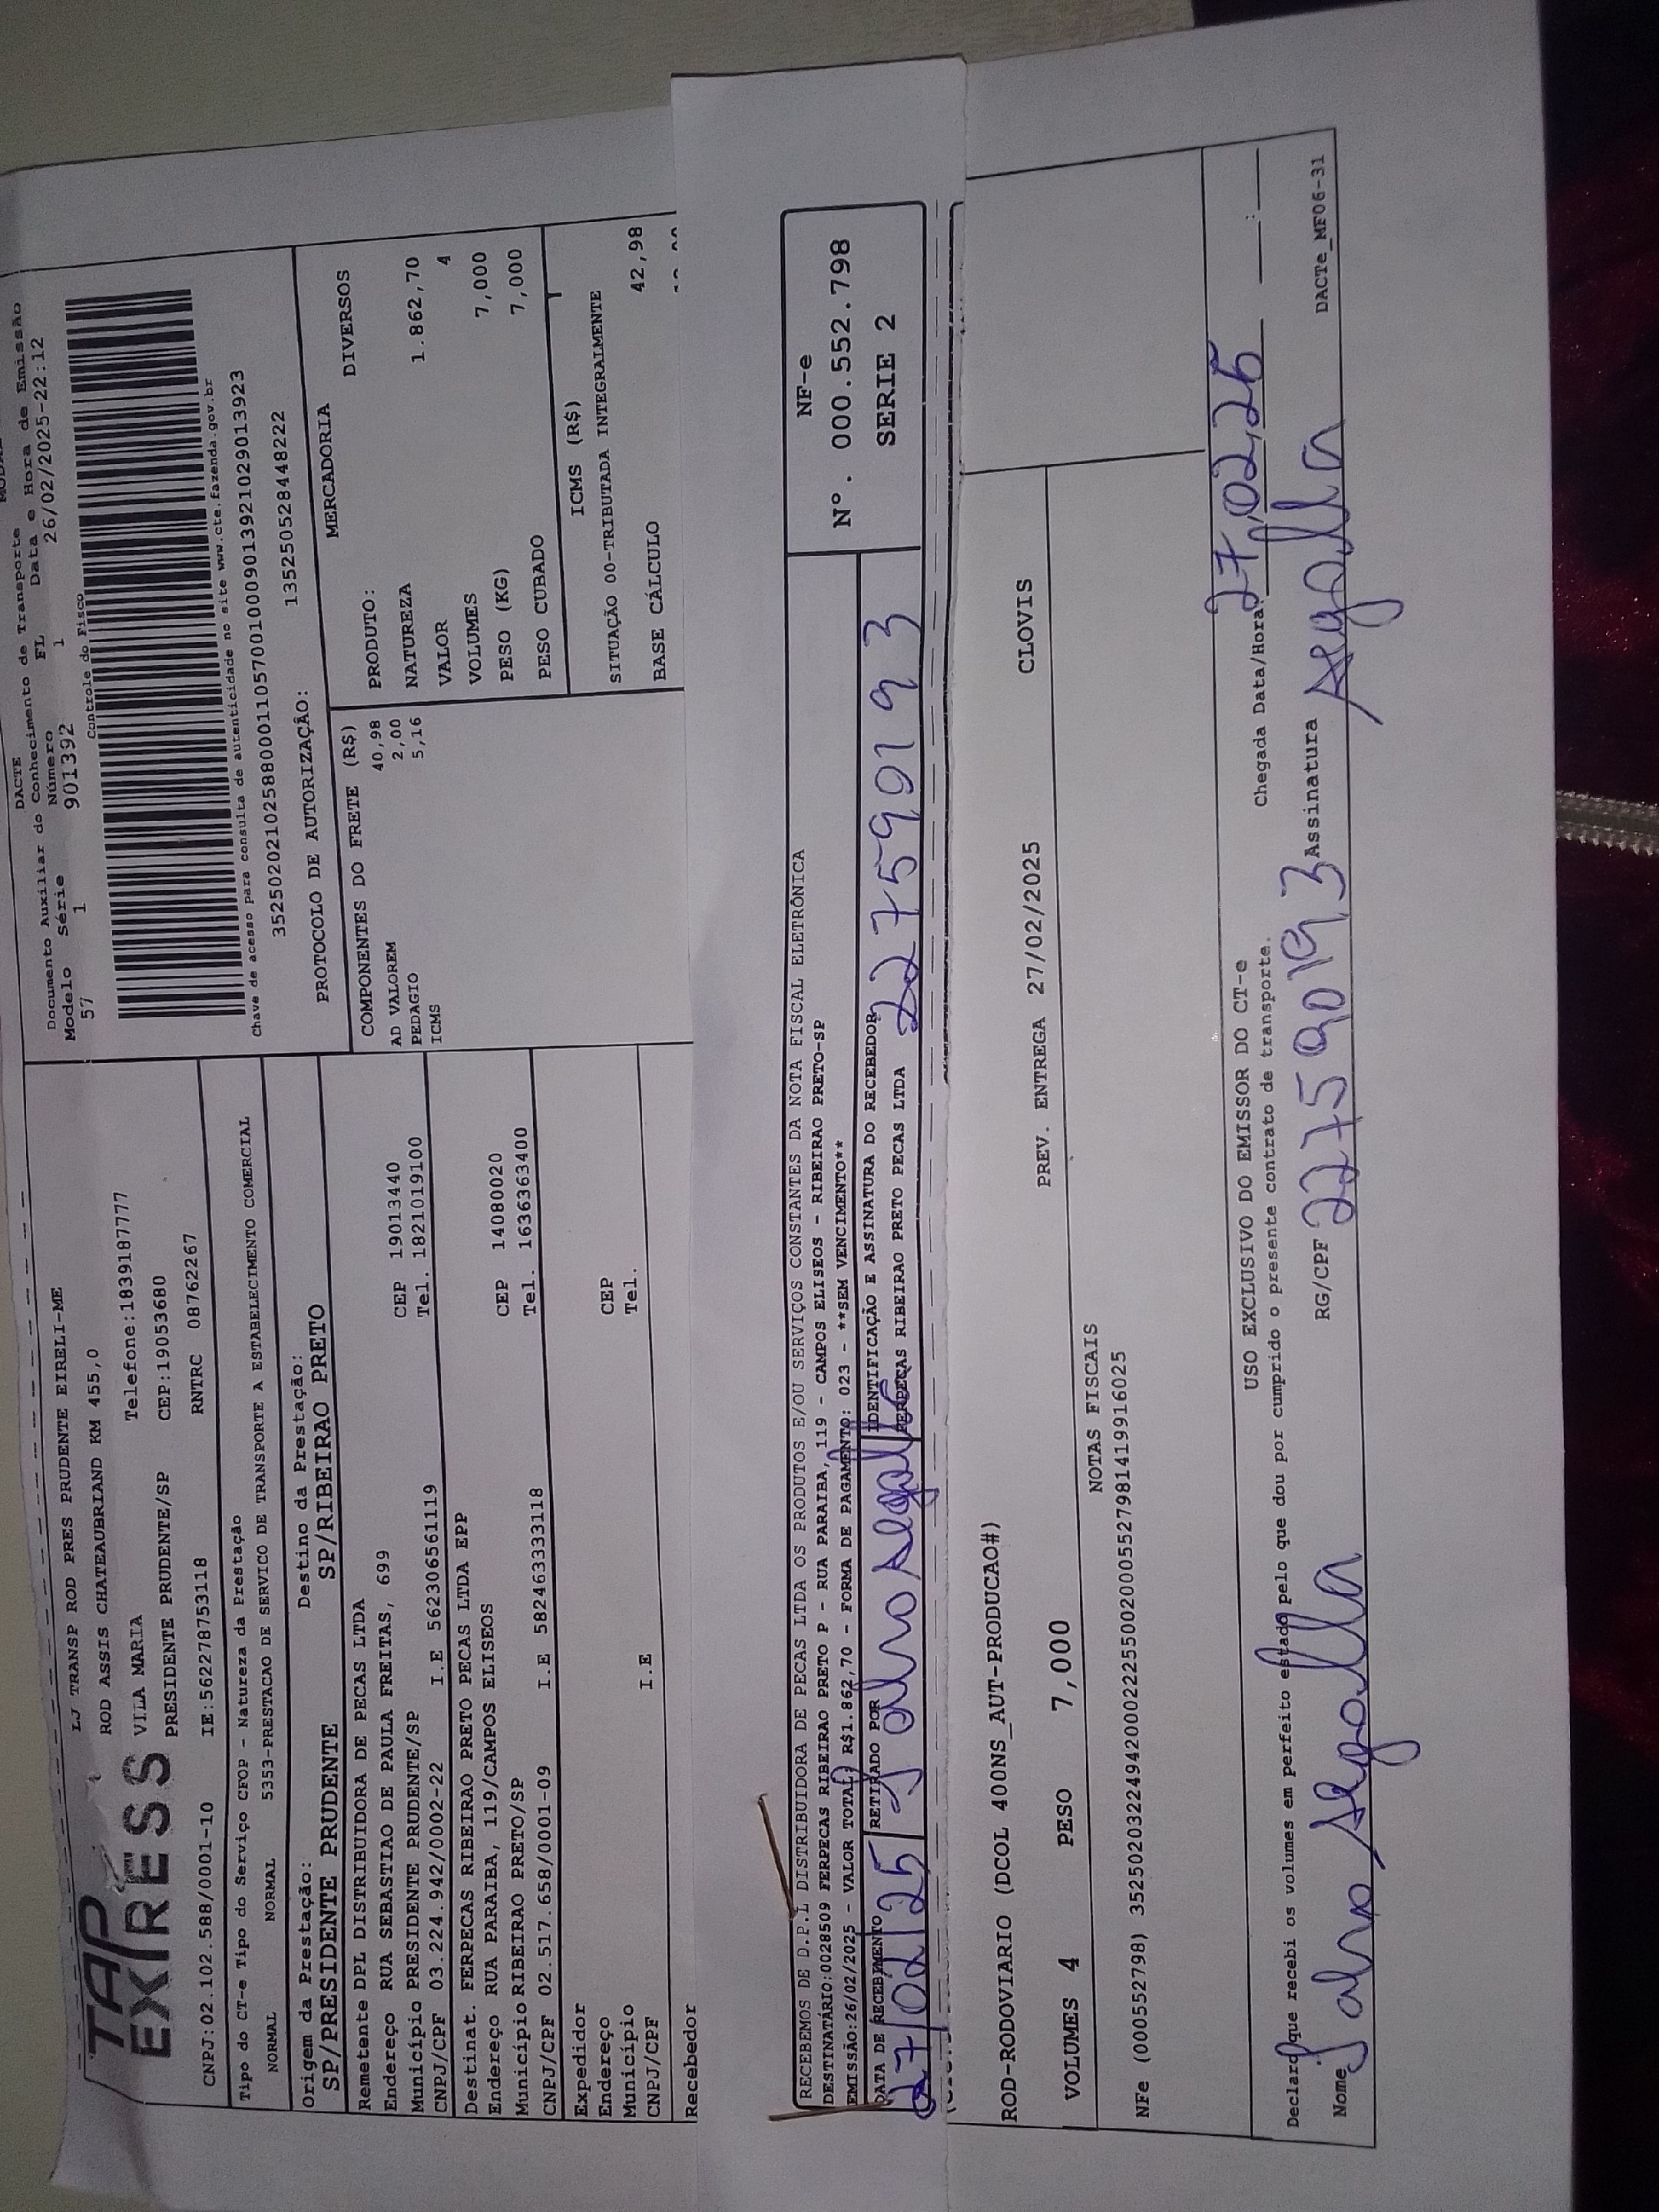 DACTE
Documento Auxiliar do Conhecimento de Transporte
Modelo Série Número FL Data e Hora de Emissão
57 1 901392 1 26/02/2025-22:12
Controle do Fisco
TAP EXPRESS
LJ TRANSP ROD PRES PRUDENTE EIRELI-ME
ROD ASSIS CHATEAUBRIAND KM 455,0
VILA MARIA Telefone:1839187777
PRESIDENTE PRUDENTE/SP CEP:19053680
CNPJ:02.102.588/0001-10 IE:562278753118 RNTRC 08762267
Chave de acesso para consulta de autenticidade no site www.cte.fazenda.gov.br
35250202102588000110570010009013921029013923
PROTOCOLO DE AUTORIZAÇÃO: 135250528448222
Tipo do CT-e Tipo do Serviço CFOP - Natureza da Prestação
NORMAL NORMAL 5353-PRESTACAO DE SERVICO DE TRANSPORTE A ESTABELECIMENTO COMERCIAL
Origem da Prestação: Destino da Prestação:
SP/PRESIDENTE PRUDENTE SP/RIBEIRAO PRETO
Remetente DPL DISTRIBUIDORA DE PECAS LTDA
Endereço RUA SEBASTIAO DE PAULA FREITAS, 699 CEP 19013440
Município PRESIDENTE PRUDENTE/SP Tel. 1821019100
CNPJ/CPF 03.224.942/0002-22 I.E 562306561119
Destinat. FERPECAS RIBEIRAO PRETO PECAS LTDA EPP
Endereço RUA PARAIBA, 119/CAMPOS ELISEOS CEP 14080020
Município RIBEIRAO PRETO/SP Tel. 1636363400
CNPJ/CPF 02.517.658/0001-09 I.E 582463333118
Expedidor
Endereço CEP
Município Tel.
CNPJ/CPF I.E
Recebedor
COMPONENTES DO FRETE (R$)
AD VALOREM 40,98
PEDAGIO 2,00
ICMS 5,16
MERCADORIA
PRODUTO: DIVERSOS
NATUREZA
VALOR 1.862,70
VOLUMES 4
PESO (KG) 7,000
PESO CUBADO 7,000
ICMS (R$)
SITUAÇÃO 00-TRIBUTADA INTEGRALMENTE
BASE CÁLCULO 42,98
RECEBEMOS DE D.P.L DISTRIBUIDORA DE PECAS LTDA OS PRODUTOS E/OU SERVIÇOS CONSTANTES DA NOTA FISCAL ELETRÔNICA
DESTINATÁRIO:0028509 FERPECAS RIBEIRAO PRETO P - RUA PARAIBA, 119 - CAMPOS ELISEOS - RIBEIRAO PRETO-SP
EMISSÃO:26/02/2025 - VALOR TOTAL) R$1.862,70 - FORMA DE PAGAMENTO: 023 - **SEM VENCIMENTO**
NF-e
Nº. 000.552.798
SERIE 2
DATA DE RECEBIMENTO RETIRADO POR IDENTIFICAÇÃO E ASSINATURA DO RECEBEDOR
FERPECAS RIBEIRAO PRETO PECAS LTDA
27/02/25 227590193
ROD-RODOVIARIO (DCOL 400NS_AUT-PRODUCAO#)
VOLUMES 4 PESO 7,000 PREV. ENTREGA 27/02/2025 CLOVIS
NOTAS FISCAIS
NFe (000552798) 35250203224942000222550020005527981419916025
USO EXCLUSIVO DO EMISSOR DO CT-e
Declaro que recebi os volumes em perfeito estado pelo que dou por cumprido o presente contrato de transporte.
Chegada Data/Hora: 27,02,25
Nome RG/CPF 227590193 Assinatura
DACTe_MF06-31